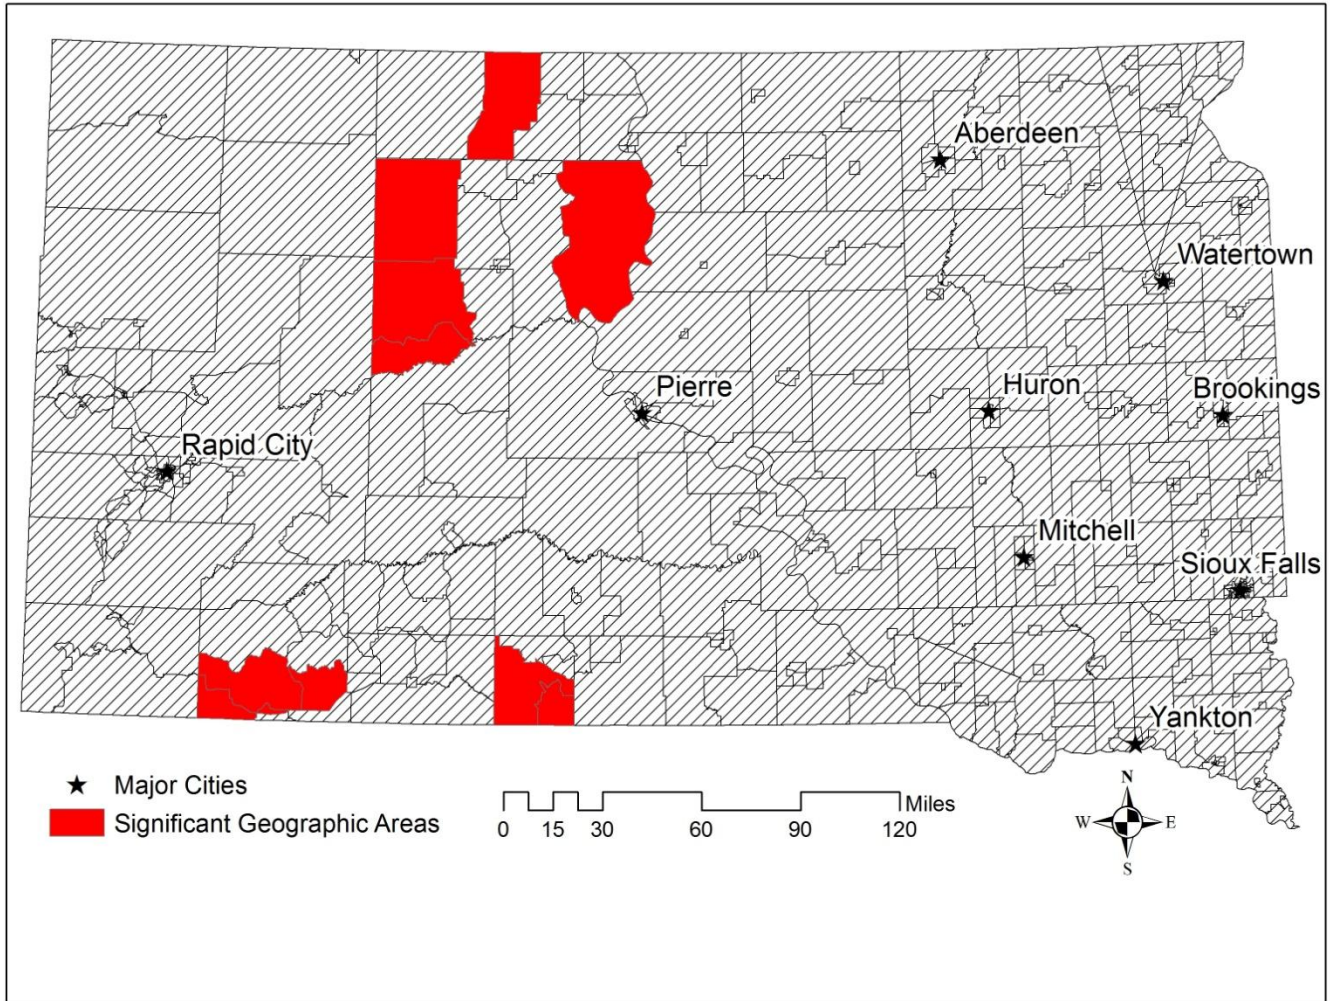 Aberdeen
Watertown
Pierre
Huron
Brookings
Rapid City
Mitchell
Sioux Falls
Yankton
Major Cities
Significant Geographic Areas
Miles
0 15 30 60 90 120
N
W E
S